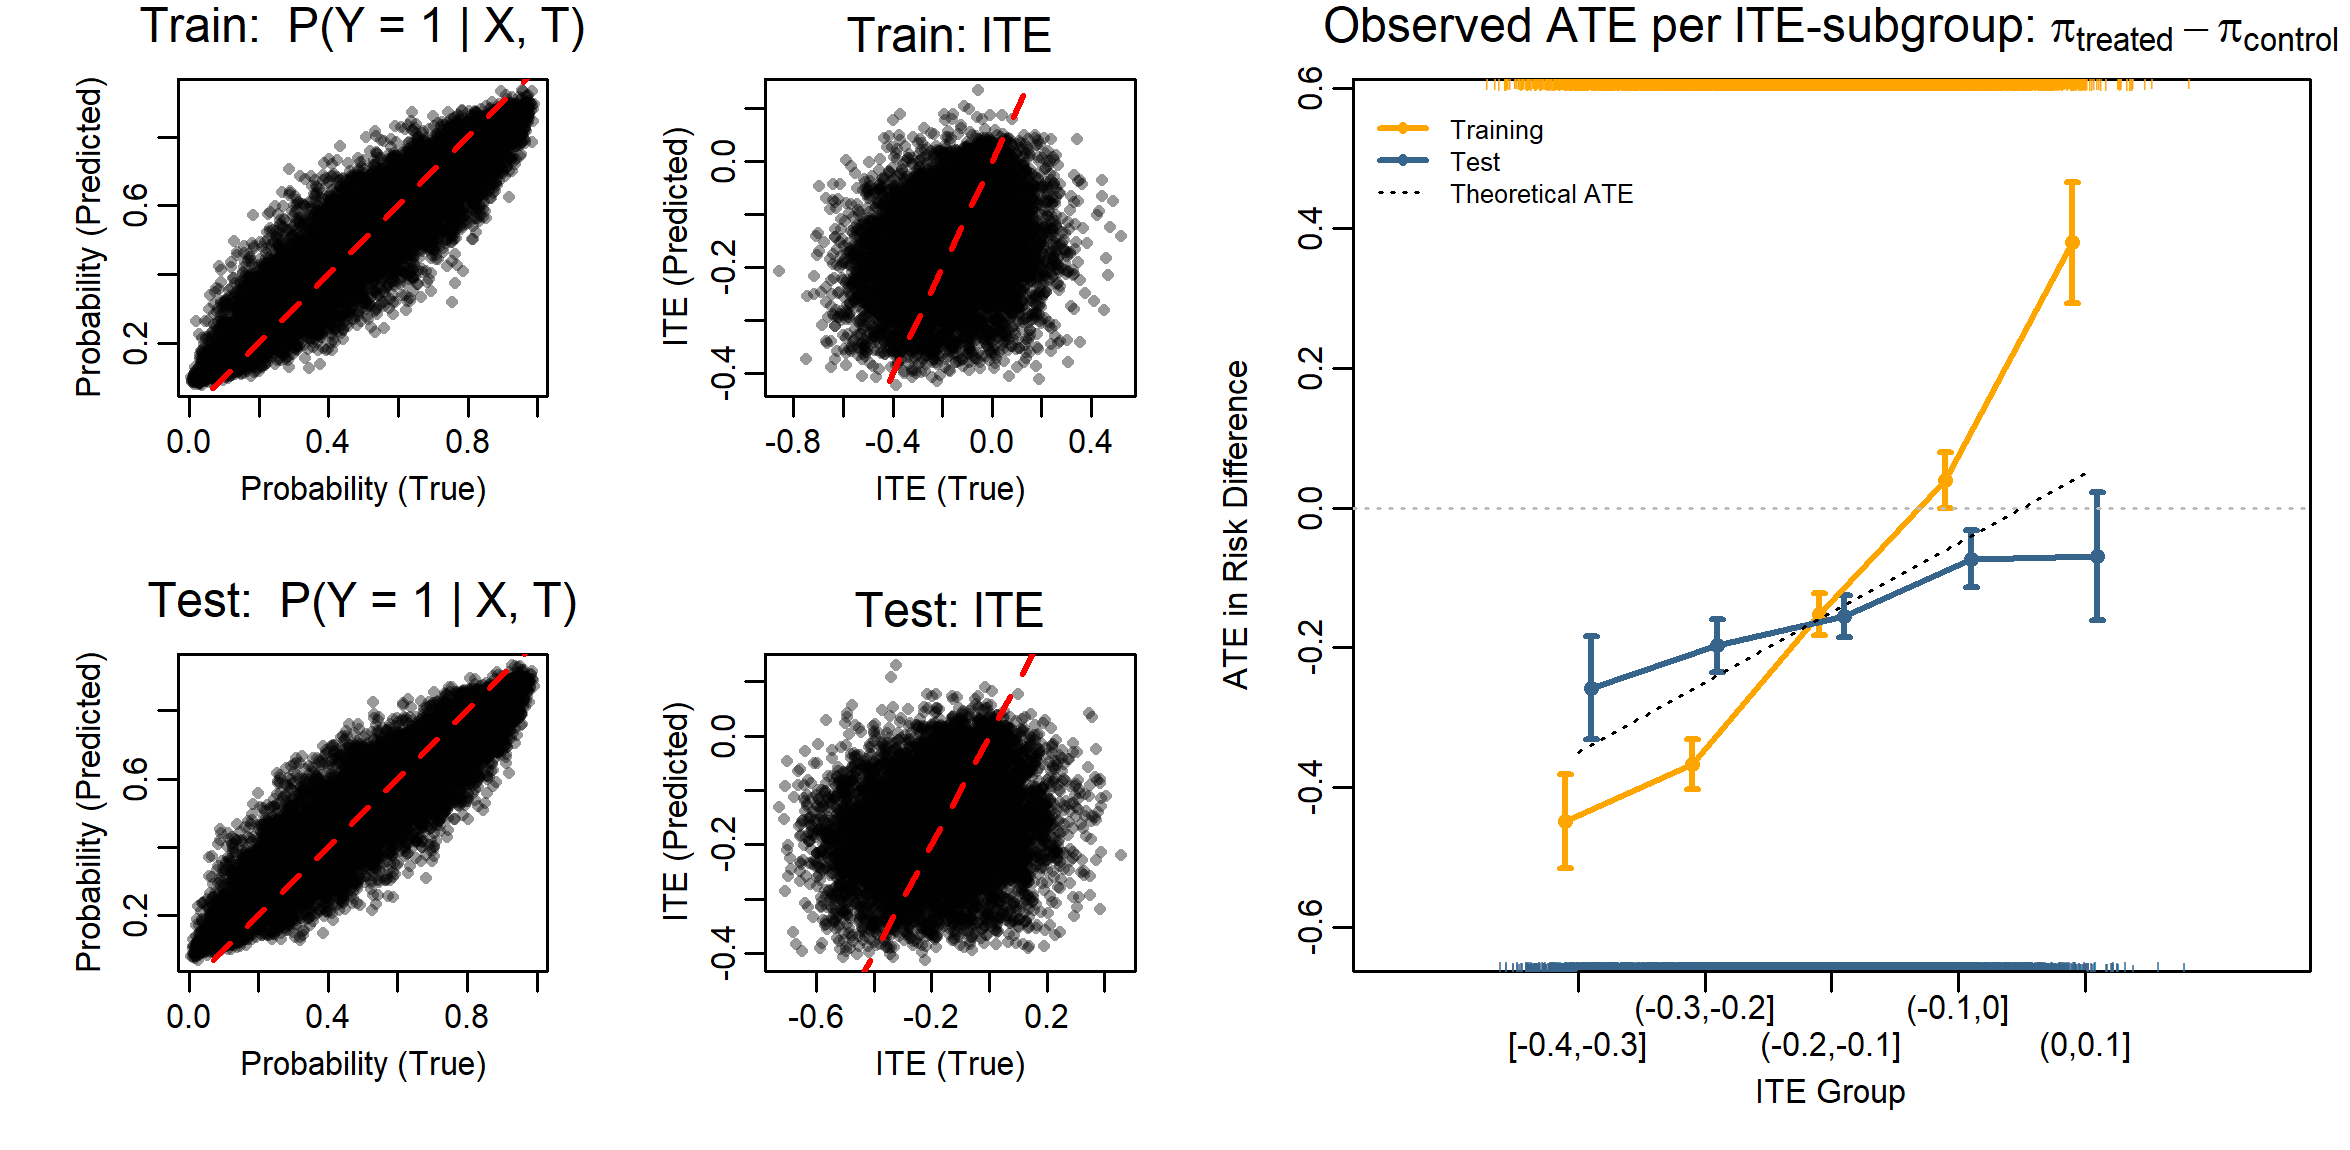 Train:  P(Y = 1 | X, T)
Probability (Predicted)
0.6
0.2
0.0
0.4
0.8
Probability (True)
Train: ITE
ITE (Predicted)
0.0
-0.2
-0.4
-0.8
-0.4
0.0
0.4
ITE (True)
Test:  P(Y = 1 | X, T)
Probability (Predicted)
0.6
0.2
0.0
0.4
0.8
Probability (True)
Test: ITE
ITE (Predicted)
0.0
-0.2
-0.4
-0.6
-0.2
0.2
ITE (True)
Observed ATE per ITE-subgroup: πtreated − πcontrol
Training
Test
Theoretical ATE
ATE in Risk Difference
0.6
0.4
0.2
0.0
-0.2
-0.4
-0.6
(-0.3,-0.2]
(-0.1,0]
[-0.4,-0.3]
(-0.2,-0.1]
(0,0.1]
ITE Group